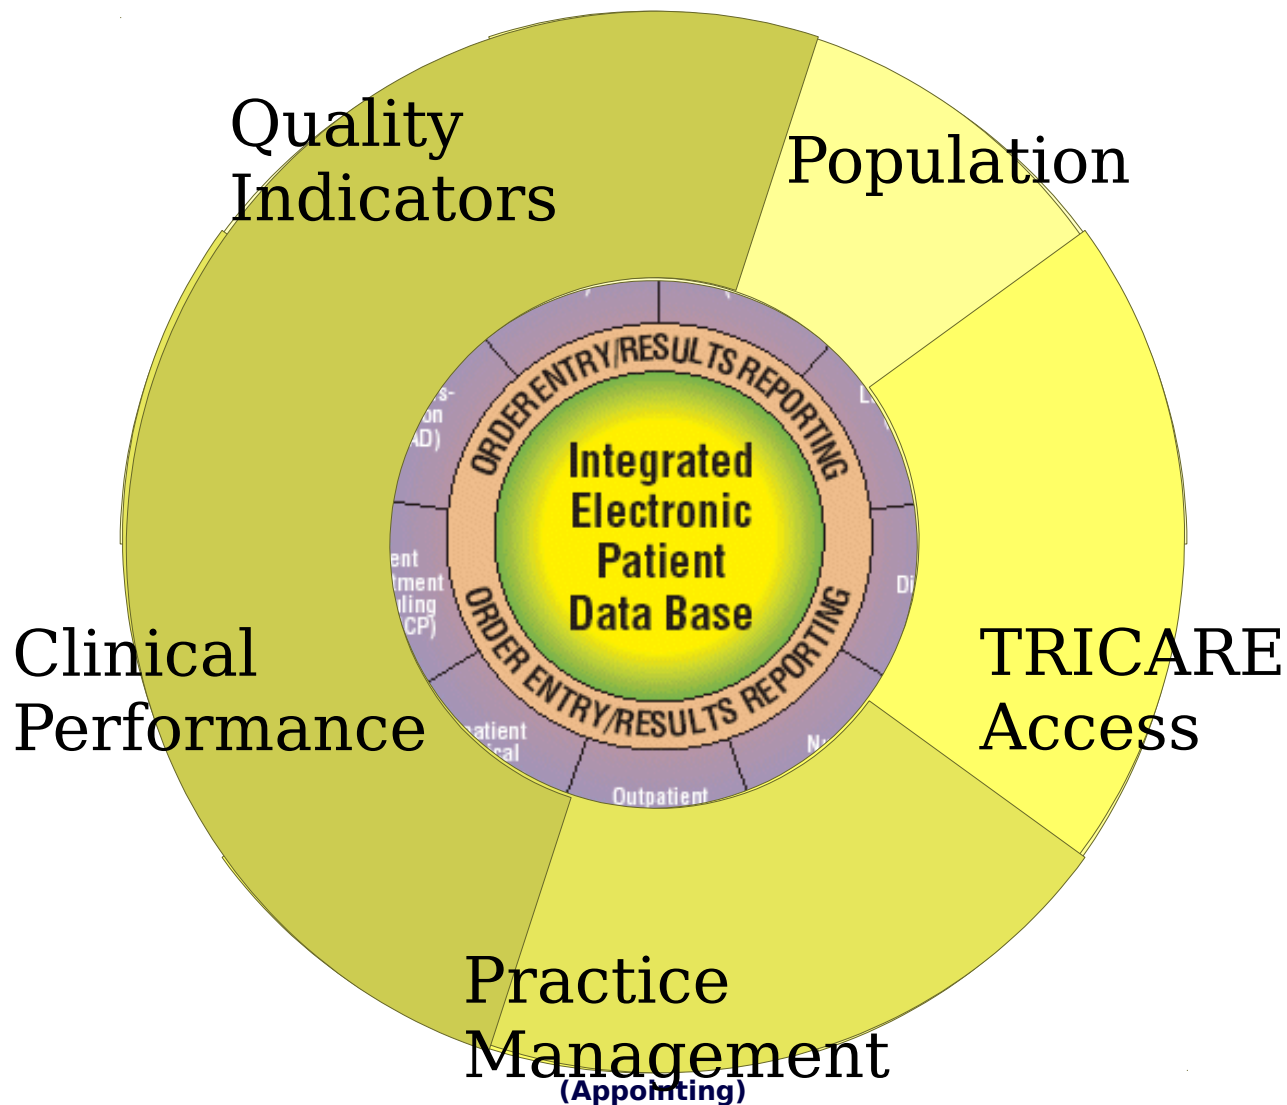 Quality
Indicators
Population
ORDER ENTRY/RESULTS REPORTING
Integrated
Electronic
Patient
Data Base
ORDER ENTRY/RESULTS REPORTING
Clinical
Performance
TRICARE
Access
Outpatient
Practice
Management
(Appointing)